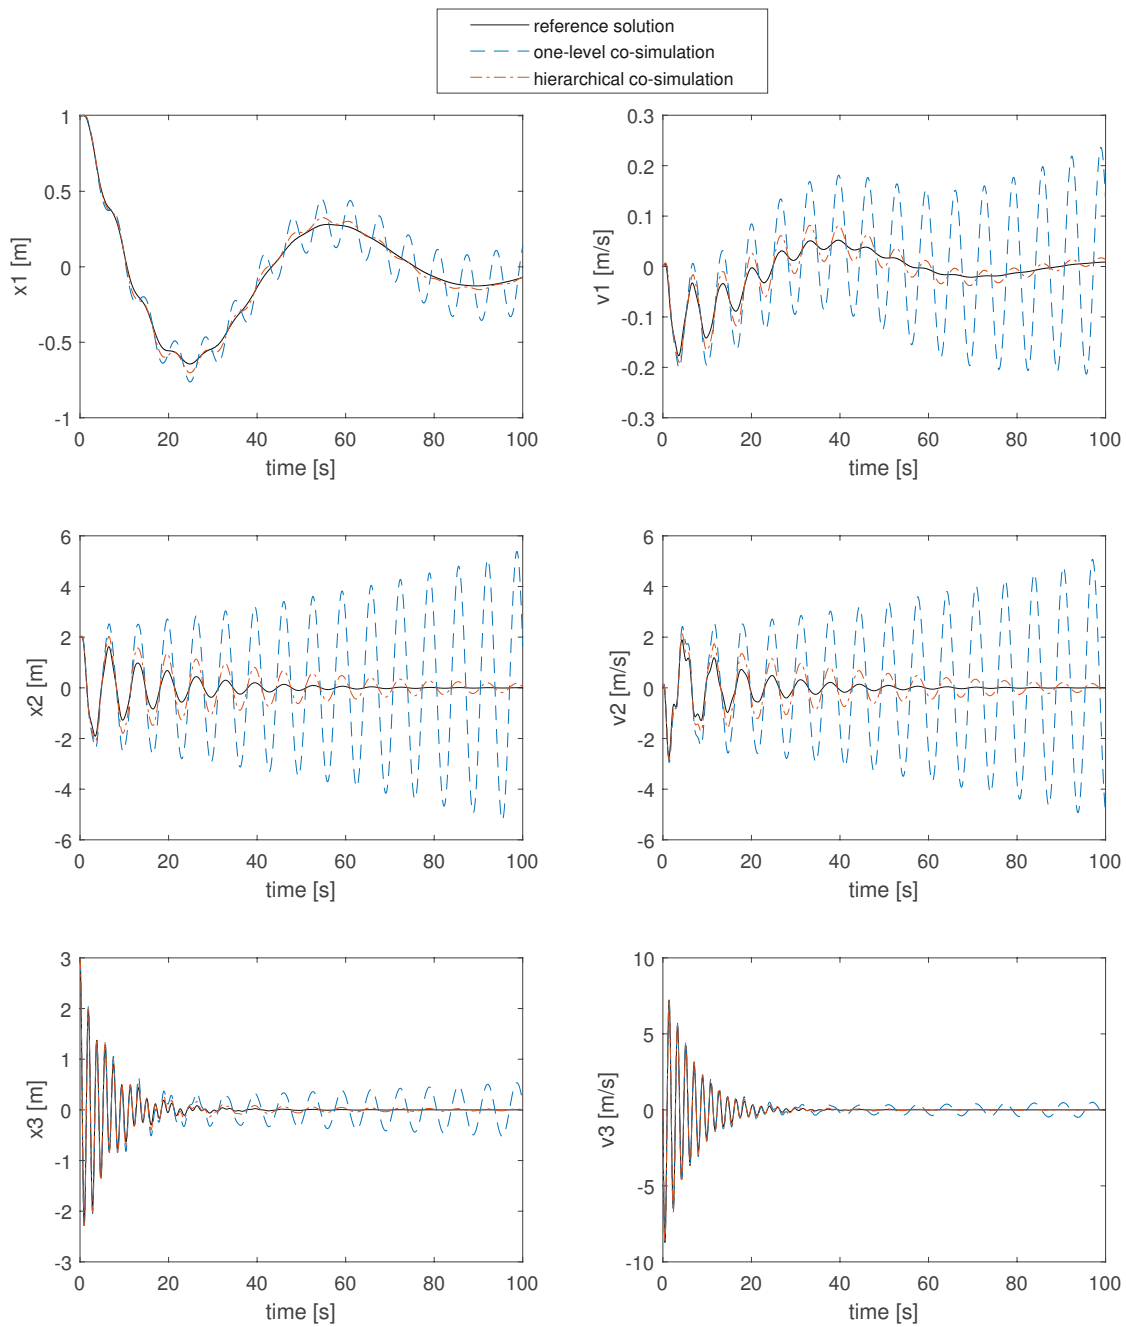 reference solution
one-level co-simulation
hierarchical co-simulation
1
0.5
0
-0.5
-1
x1 [m]
0 20 40 60 80 100
time [s]
0.3
0.2
0.1
0
-0.1
-0.2
-0.3
v1 [m/s]
0 20 40 60 80 100
time [s]
6
4
2
0
-2
-4
-6
x2 [m]
0 20 40 60 80 100
time [s]
6
4
2
0
-2
-4
-6
v2 [m/s]
0 20 40 60 80 100
time [s]
3
2
1
0
-1
-2
-3
x3 [m]
0 20 40 60 80 100
time [s]
10
5
0
-5
-10
v3 [m/s]
0 20 40 60 80 100
time [s]